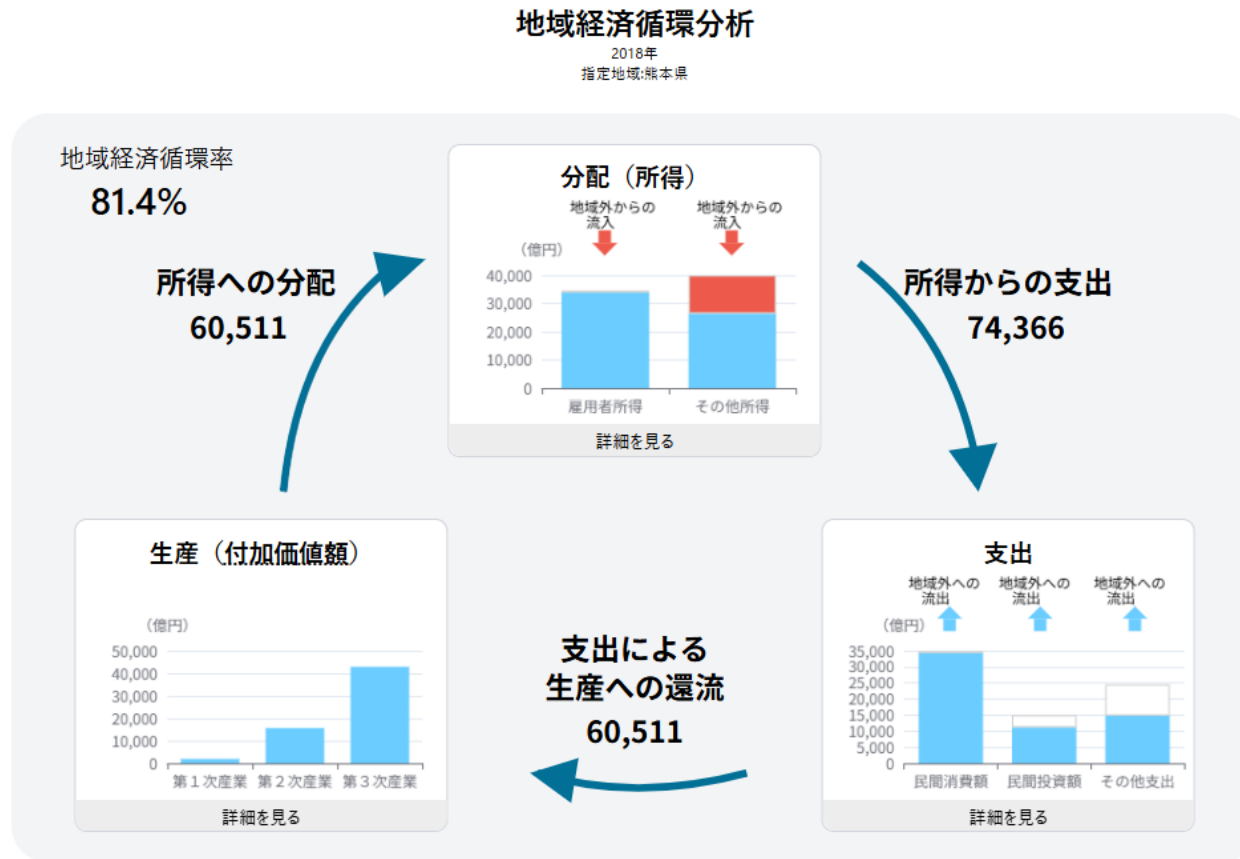 地域経済循環分析
2018年
指定地域:熊本県
地域経済循環率
81.4%
所得への分配
60,511
分配（所得）
地域外からの
流入
地域外からの
流入
（億円）
40,000
30,000
20,000
10,000
0
雇用者所得
その他所得
詳細を見る
所得からの支出
74,366
生産（付加価値額）
（億円）
50,000
40,000
30,000
20,000
10,000
0
第１次産業
第２次産業
第３次産業
詳細を見る
支出による
生産への還流
60,511
支出
地域外への
流出
地域外への
流出
地域外への
流出
（億円）
35,000
30,000
25,000
20,000
15,000
10,000
5,000
0
民間消費額
民間投資額
その他支出
詳細を見る